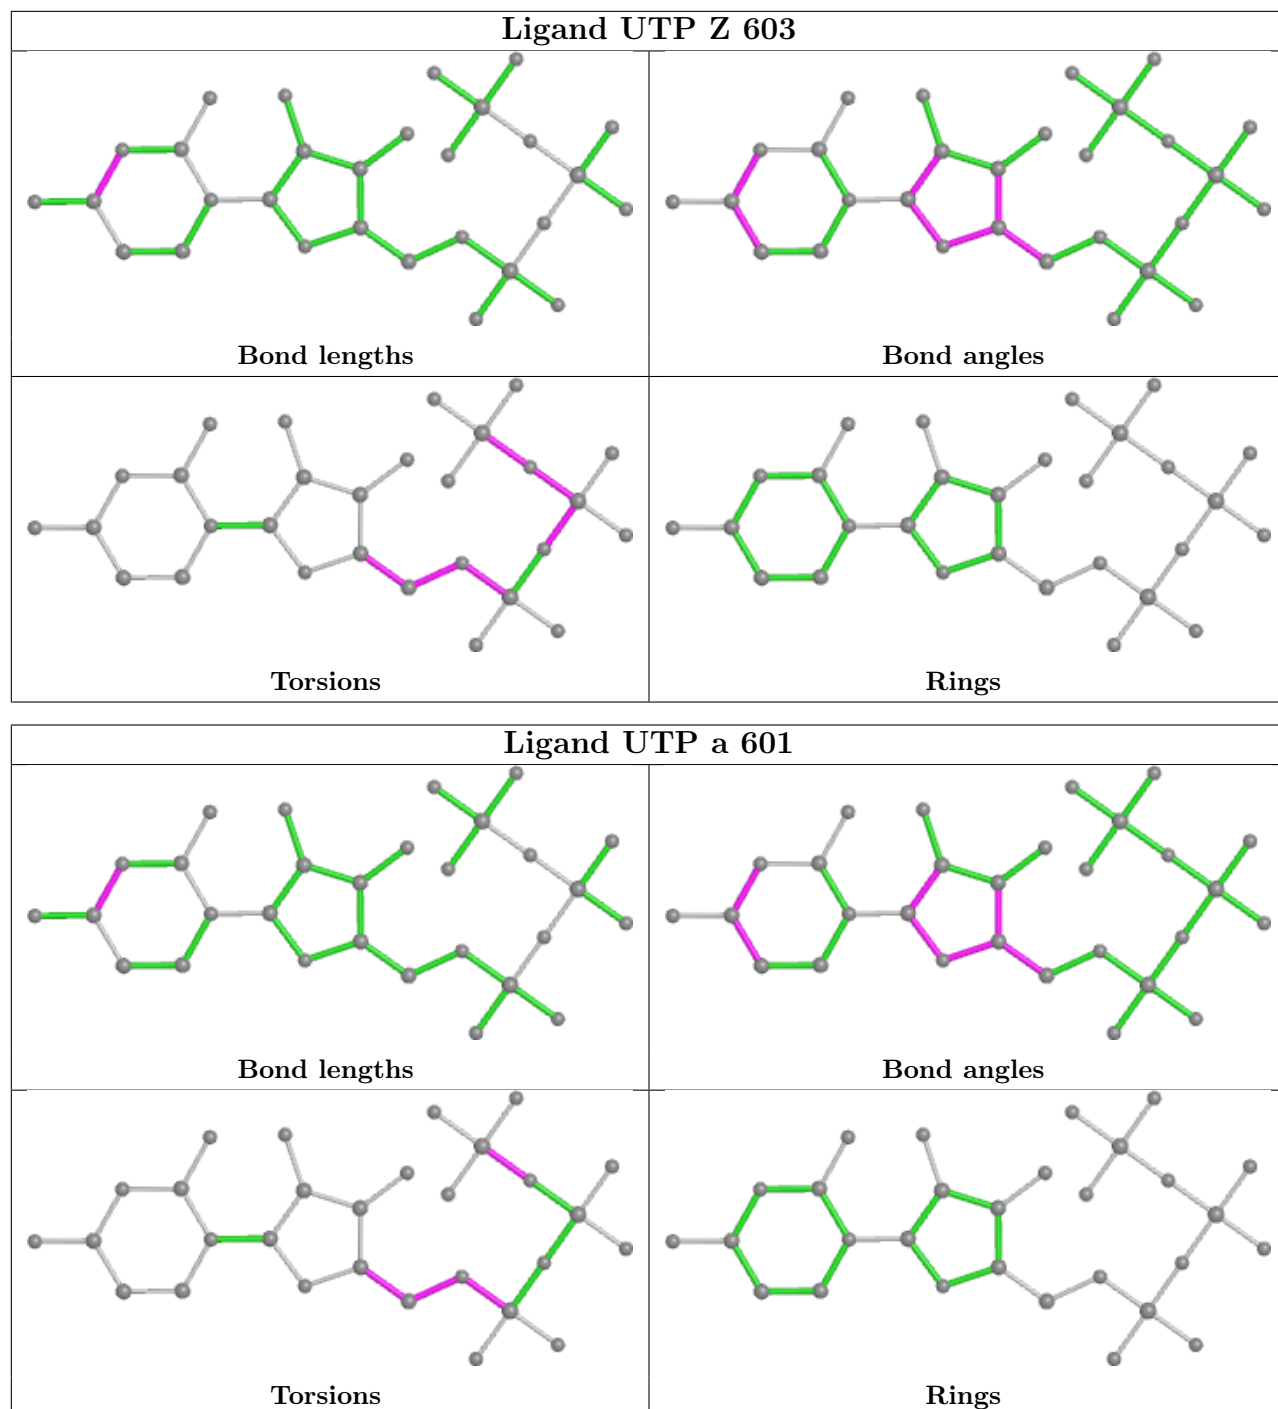 Ligand UTP Z 603
Bond lengths
Bond angles
Torsions
Rings
Ligand UTP a 601
Bond lengths
Bond angles
Torsions
Rings